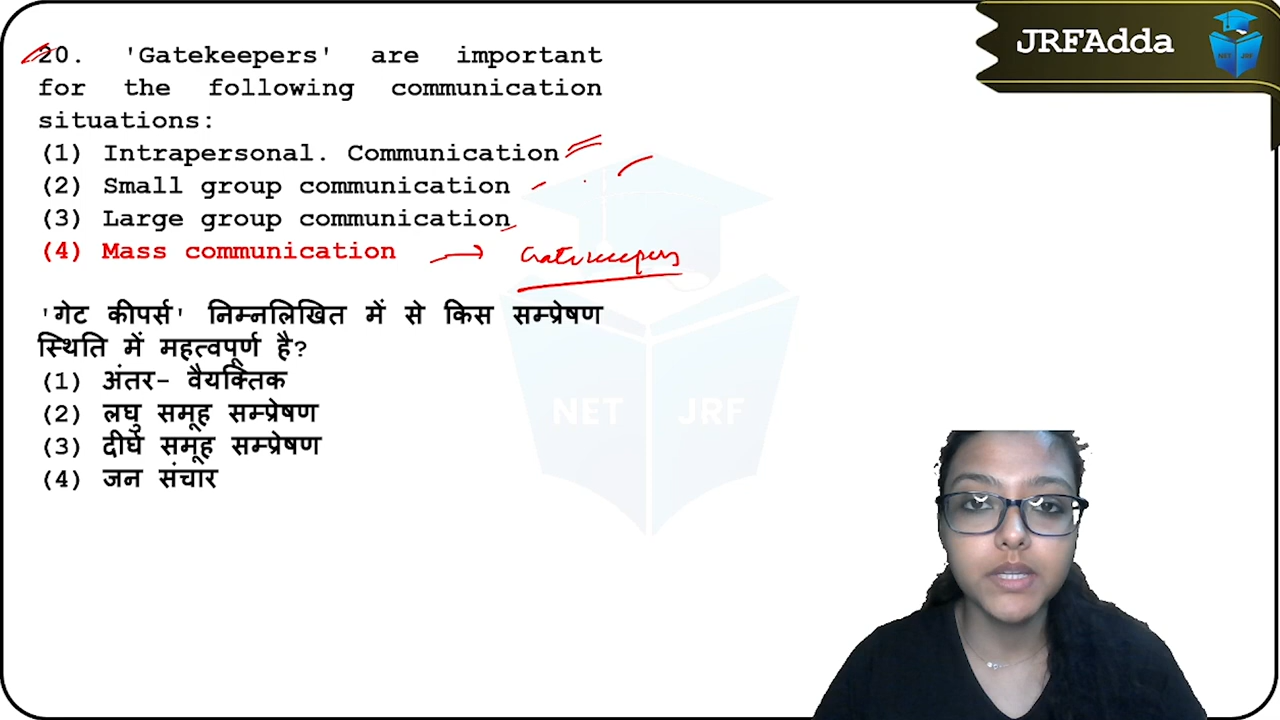 JRFAdda
NET JRF
20. 'Gatekeepers' are important
for the following communication
situations:
(1) Intrapersonal. Communication
(2) Small group communication
(3) Large group communication
(4) Mass communication → Gatekeepers
'गेट कीपर्स' निम्नलिखित में से किस सम्प्रेषण
स्थिति में महत्वपूर्ण है?
(1) अंतर- वैयक्तिक
(2) लघु समूह सम्प्रेषण
(3) दीर्घ समूह सम्प्रेषण
(4) जन संचार
NET JRF